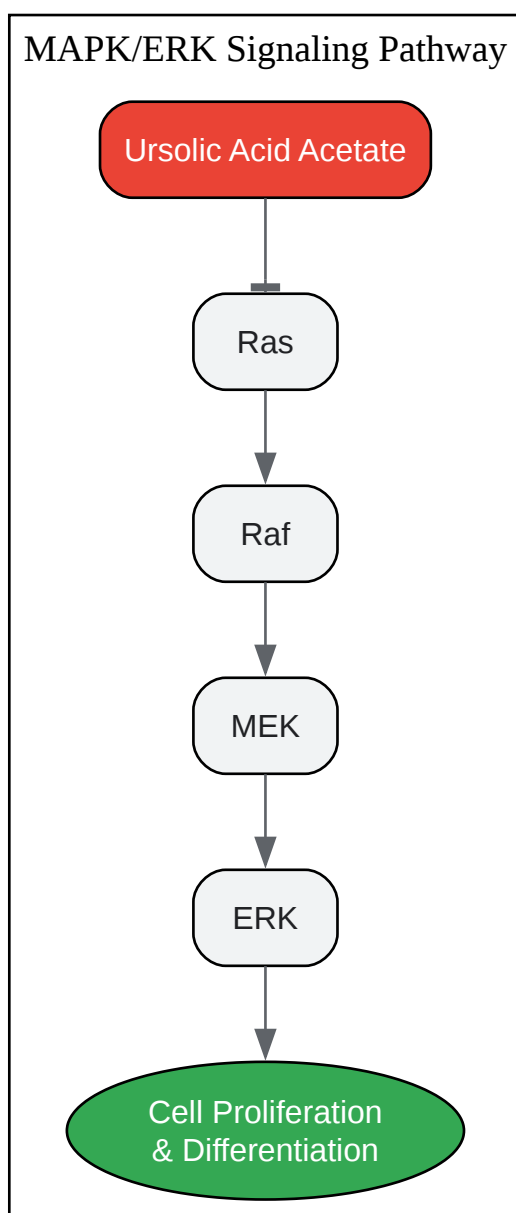 MAPK/ERK Signaling Pathway
Ursolic Acid Acetate
Ras
Raf
MEK
ERK
Cell Proliferation
& Differentiation